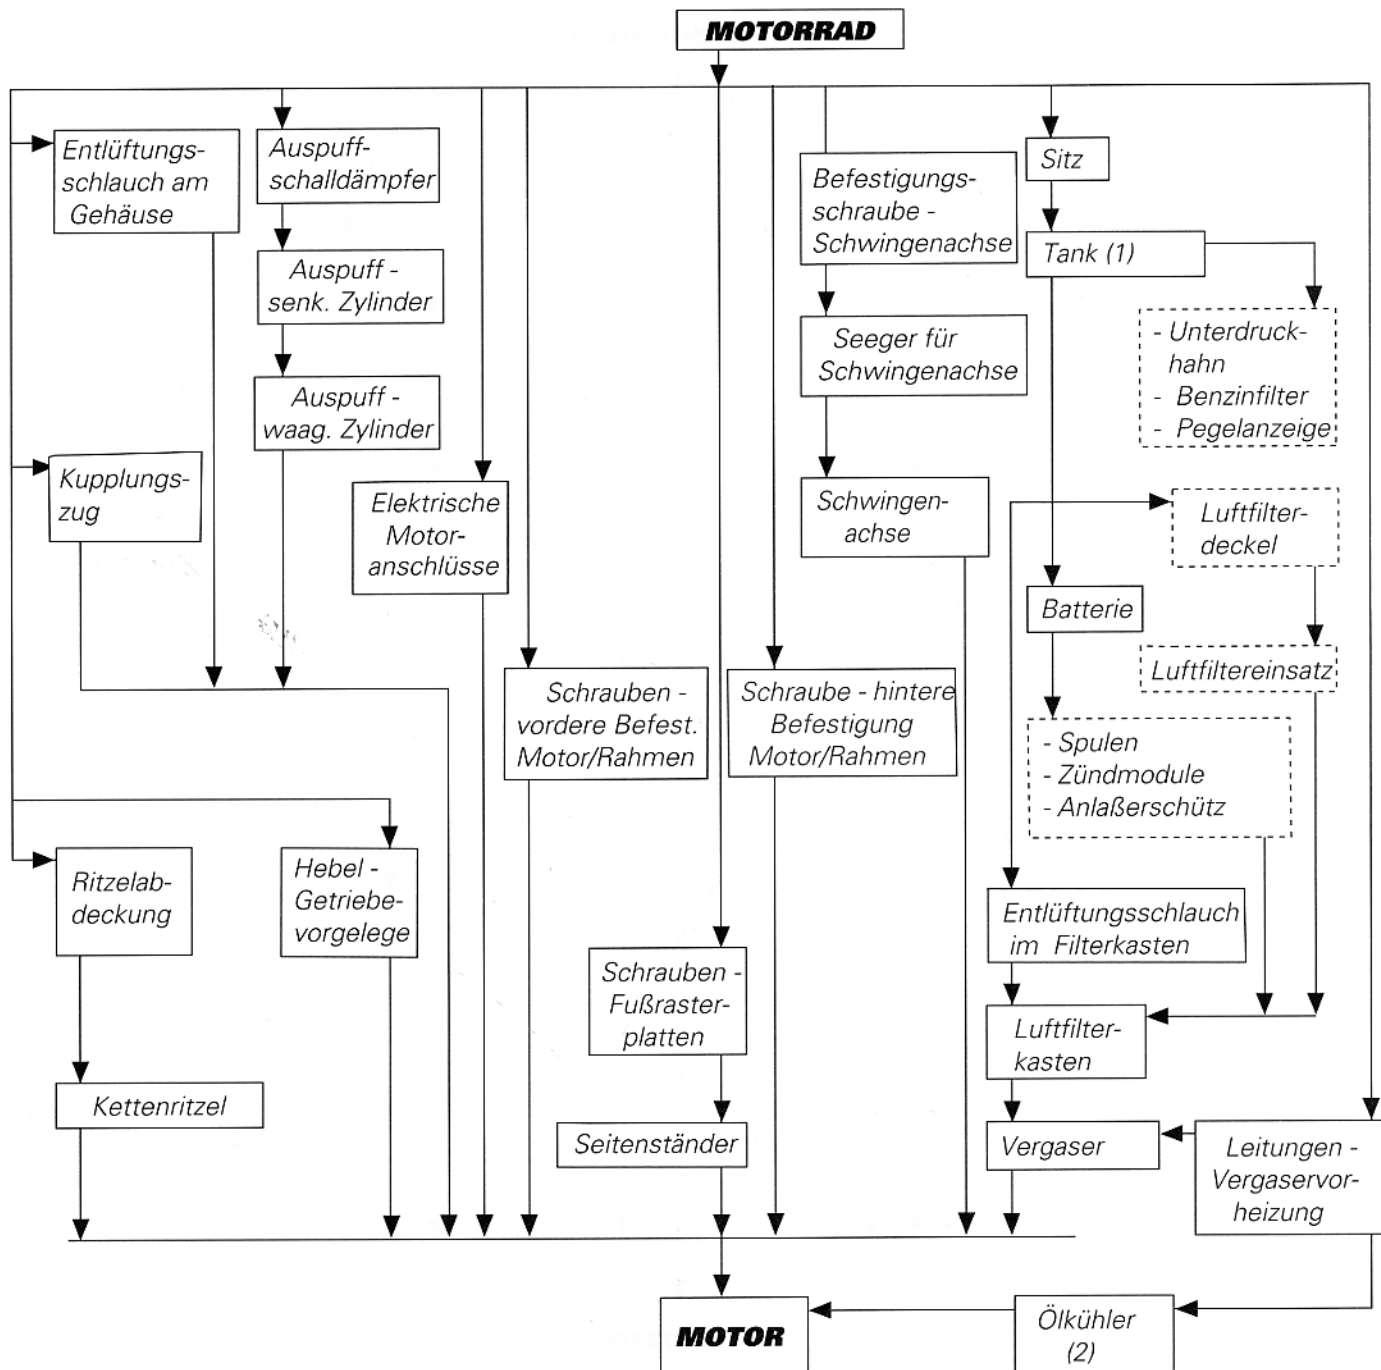 MOTORRAD
Entlüftungs-
schlauch am
Gehäuse
Auspuff-
schalldämpfer
Auspuff -
senk. Zylinder
Auspuff -
waag. Zylinder
Kupplungs-
zug
Elektrische
Motor-
anschlüsse
Befestigungs-
schraube -
Schwingenachse
Seeger für
Schwingenachse
Schwingen-
achse
Sitz
Tank (1)
- Unterdruck-
hahn
- Benzinfilter
- Pegelanzeige
Luftfilter-
deckel
Batterie
Luftfiltereinsatz
Schrauben -
vordere Befest.
Motor/Rahmen
Schraube - hintere
Befestigung
Motor/Rahmen
- Spulen
- Zündmodule
- Anlaßerschütz
Ritzelab-
deckung
Hebel -
Getriebe-
vorgelege
Entlüftungsschlauch
im Filterkasten
Schrauben -
Fußraster-
platten
Luftfilter-
kasten
Kettenritzel
Seitenständer
Vergaser
Leitungen -
Vergaservor-
heizung
MOTOR
Ölkühler
(2)